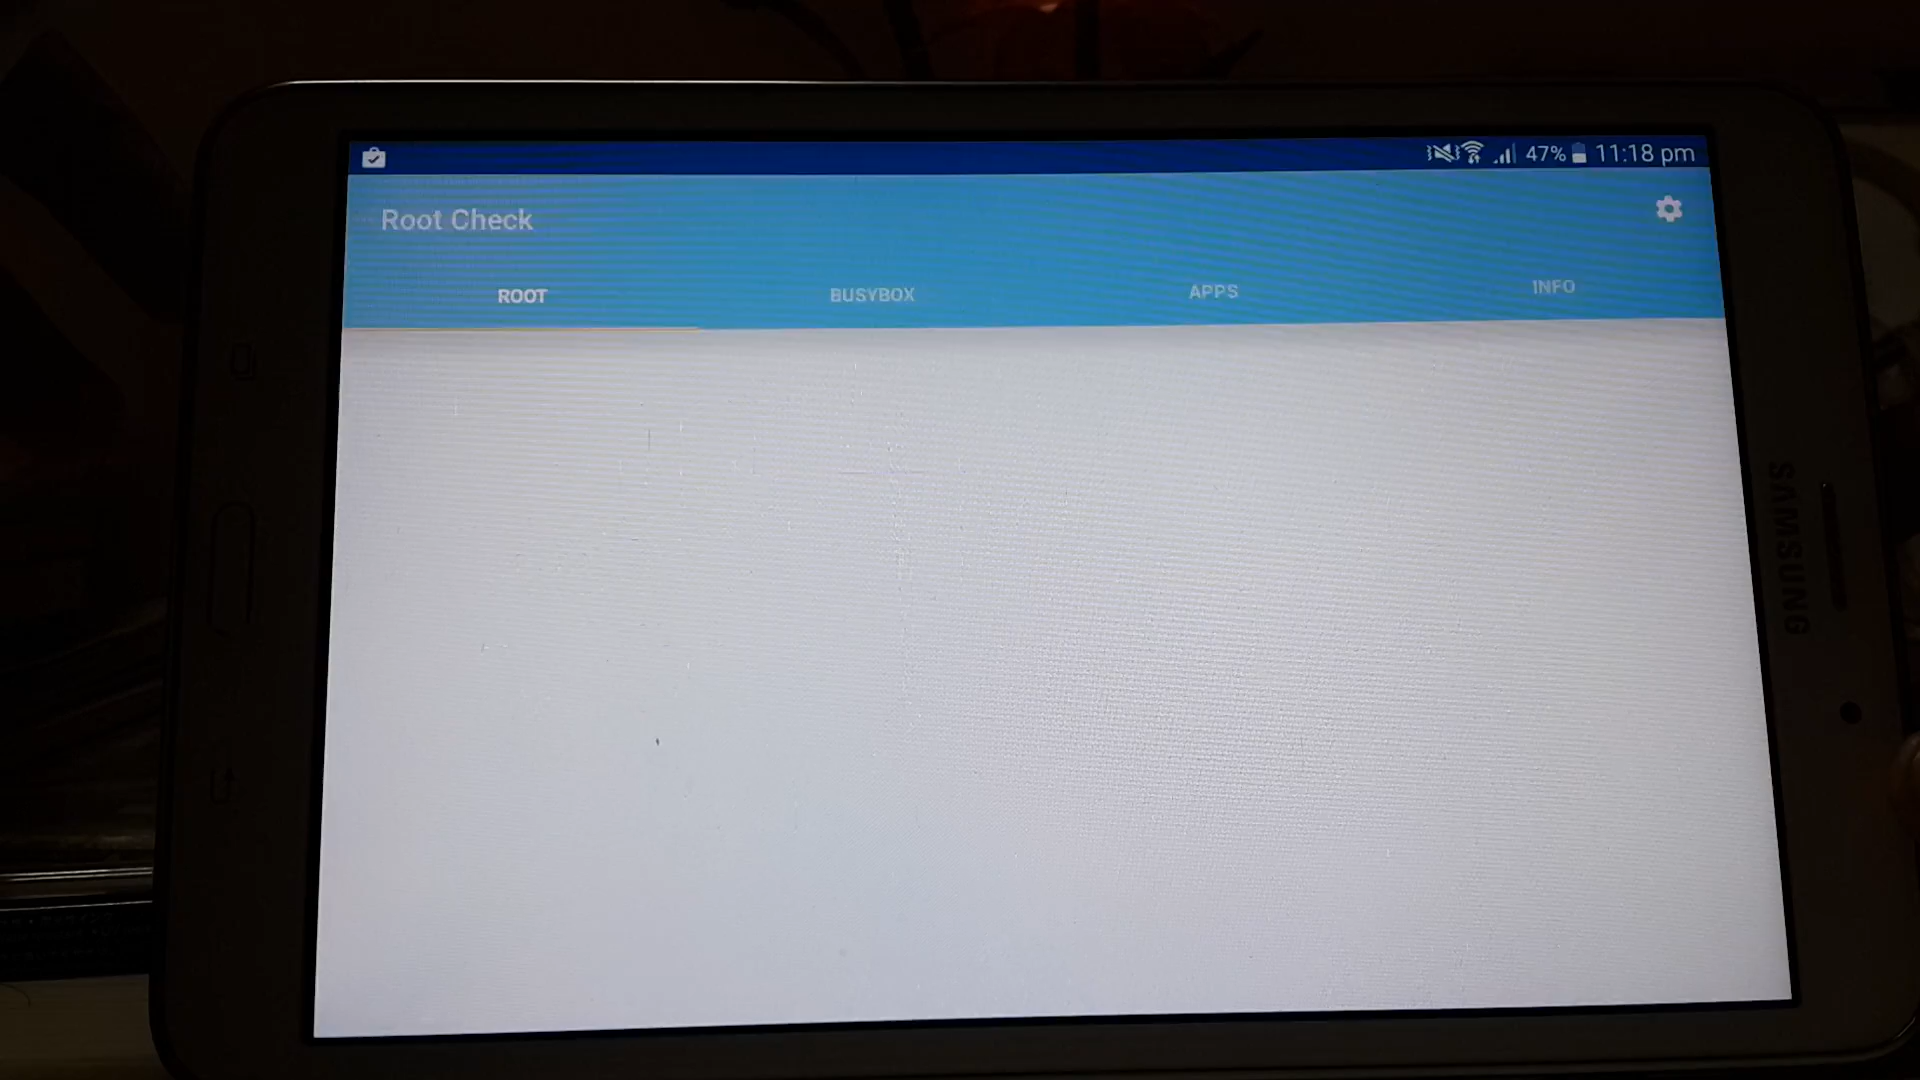 47% 11:18 pm
Root Check
ROOT BUSYBOX APPS INFO
SAMSUNG